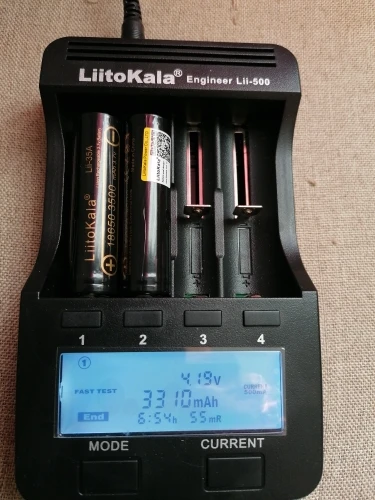 LiitoKala® Engineer Lii-500
Lii-35A
LiitoKala®
18650-3500
1 2 3 4
1
4.19v
FAST TEST
3310mAh
End
6:54h 55mR
MODE CURRENT